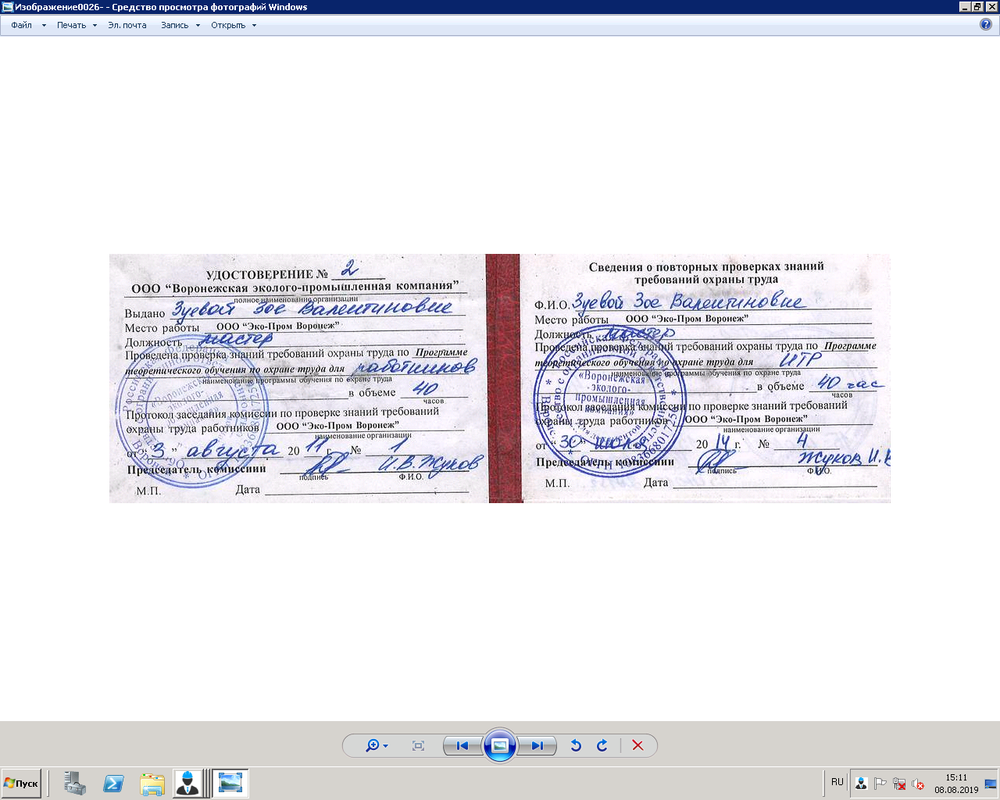 Изображение0026- - Средство просмотра фотографий Windows
Файл Печать Эл. почта Запись Открыть
УДОСТОВЕРЕНИЕ № 2
ООО “Воронежская эколого-промышленная компания”
полное наименование организации
Выдано Зуевой Зое Валентиновне
Место работы ООО “Эко-Пром Воронеж”
Должность мастер
Проведена проверка знаний требований охраны труда по Программе
теоретического обучения по охране труда для работников
наименование программы обучения по охране труда
в объеме 40
часов
Протокол заседания комиссии по проверке знаний требований
охраны труда работников ООО “Эко-Пром Воронеж”
наименование организации
от “ 3 ” августа 20 11 г. № 1
Председатель комиссиий И.В. Жуков
подпись Ф.И.О.
М.П. Дата
Сведения о повторных проверках знаний
требований охраны труда
Ф.И.О. Зуевой Зое Валентиновне
Место работы ООО “Эко-Пром Воронеж”
Должность мастер
Проведена проверка знаний требований охраны труда по Программе
теоретического обучения по охране труда для ИТР
наименование программы обучения по охране труда
в объеме 40 час
часов
Протокол заседания комиссии по проверке знаний требований
охраны труда работников ООО “Эко-Пром Воронеж”
наименование организации
от “ 30 ” 20 14 г. № 4
Председатель комиссиии Жуков И.В
подпись Ф.И.О.
М.П. Дата
«Воронежская
эколого-
промышленная
компания»
ОГРН
Пуск
RU
15:11
08.08.2019